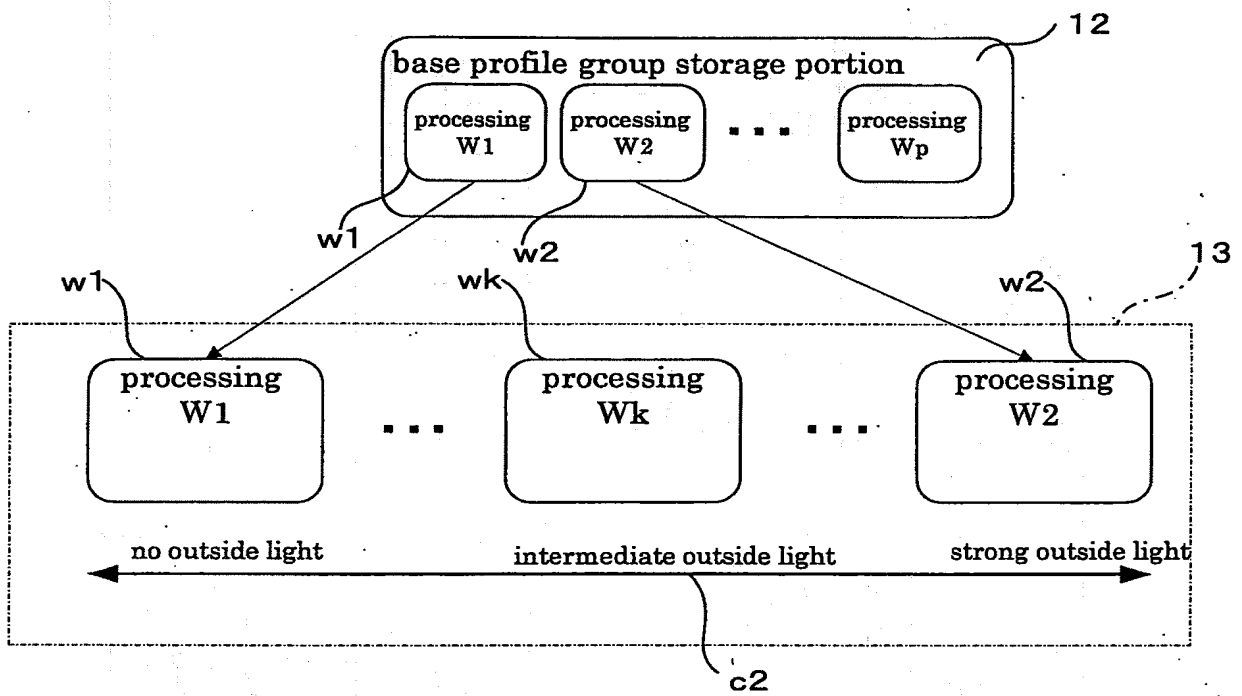 12
base profile group storage portion
processing
W1
processing
W2
processing
Wp
w1
w2
13
w1
wk
w2
processing
W1
processing
Wk
processing
W2
no outside light
intermediate outside light
strong outside light
c2